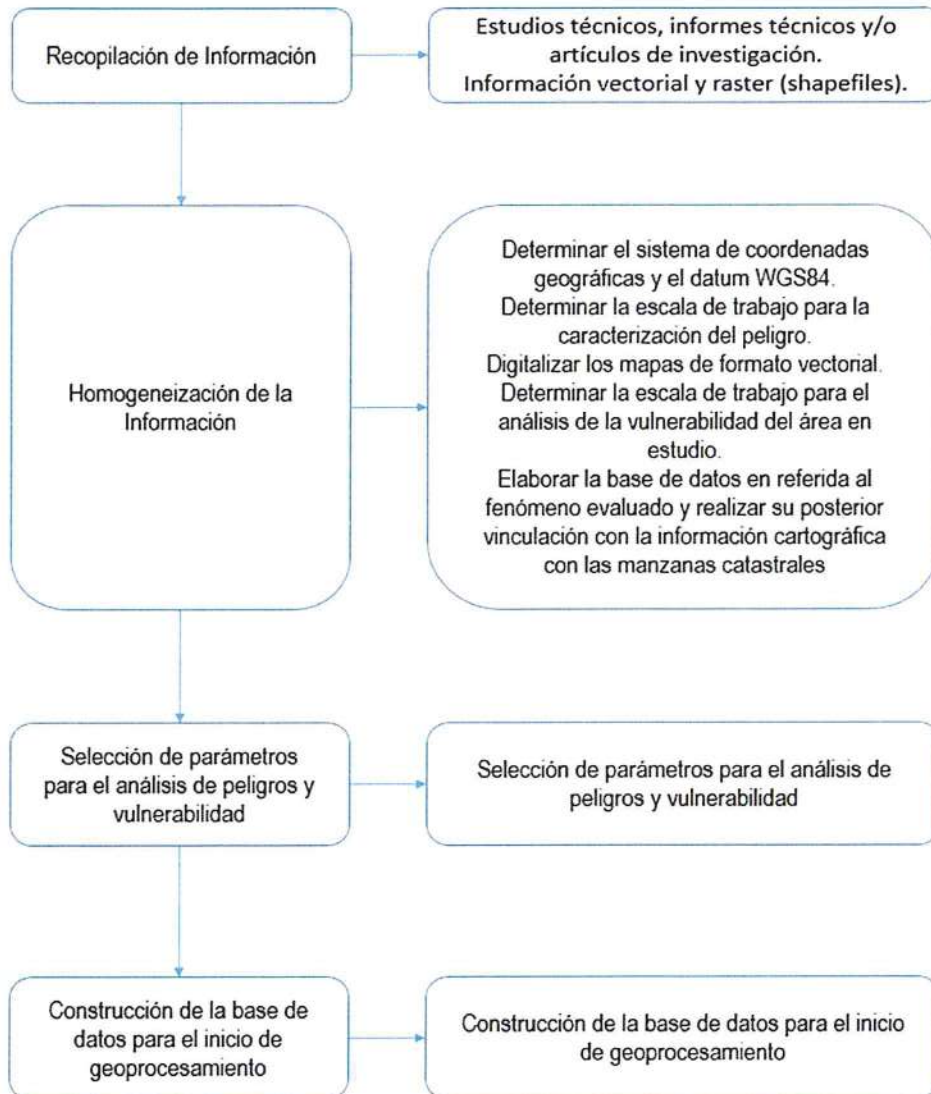 Recopilación de Información
Estudios técnicos, informes técnicos y/o
artículos de investigación.
Información vectorial y raster (shapefiles).
Homogeneización de la
Información
Determinar el sistema de coordenadas
geográficas y el datum WGS84.
Determinar la escala de trabajo para la
caracterización del peligro.
Digitalizar los mapas de formato vectorial.
Determinar la escala de trabajo para el
análisis de la vulnerabilidad del área en
estudio.
Elaborar la base de datos en referida al
fenómeno evaluado y realizar su posterior
vinculación con la información cartográfica
con las manzanas catastrales
Selección de parámetros
para el análisis de peligros y
vulnerabilidad
Selección de parámetros para el análisis de
peligros y vulnerabilidad
Construcción de la base de
datos para el inicio de
geoprocesamiento
Construcción de la base de datos para el inicio
de geoprocesamiento